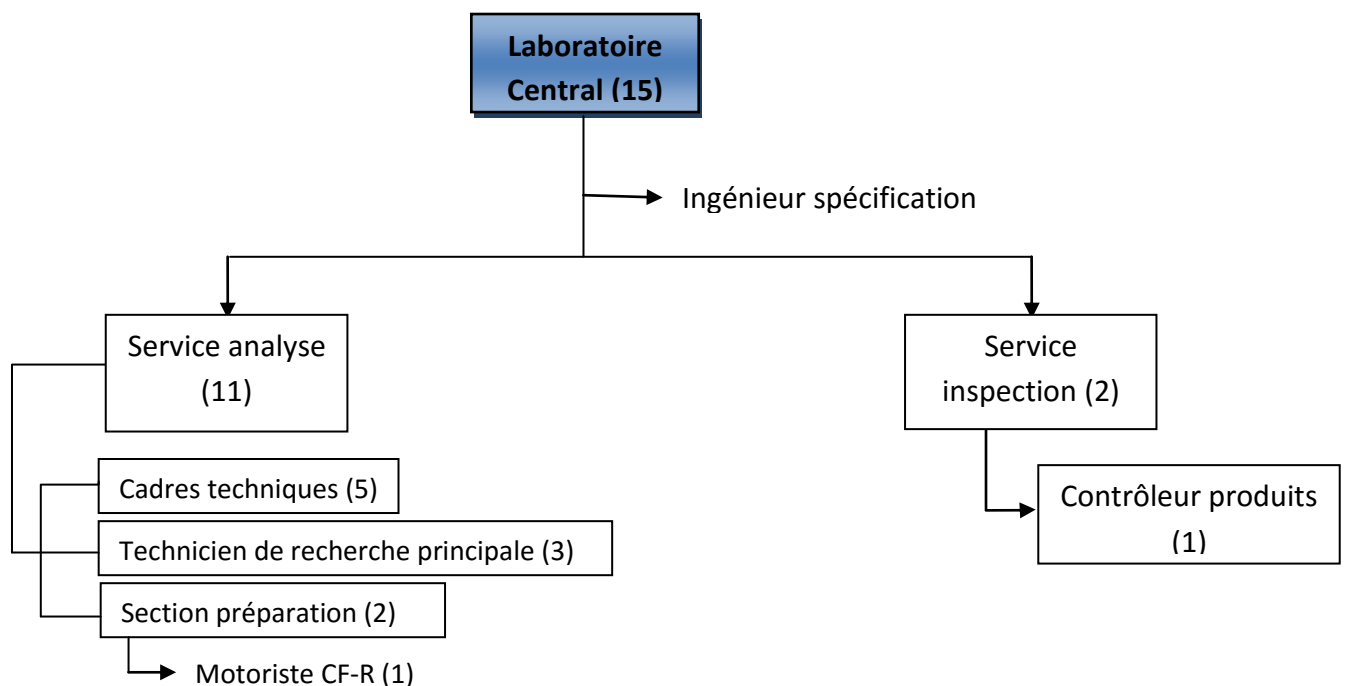 Laboratoire
Central (15)
Ingénieur spécification
Service analyse
(11)
Service
inspection (2)
Cadres techniques (5)
Contrôleur produits
(1)
Technicien de recherche principale (3)
Section préparation (2)
Motoriste CF-R (1)